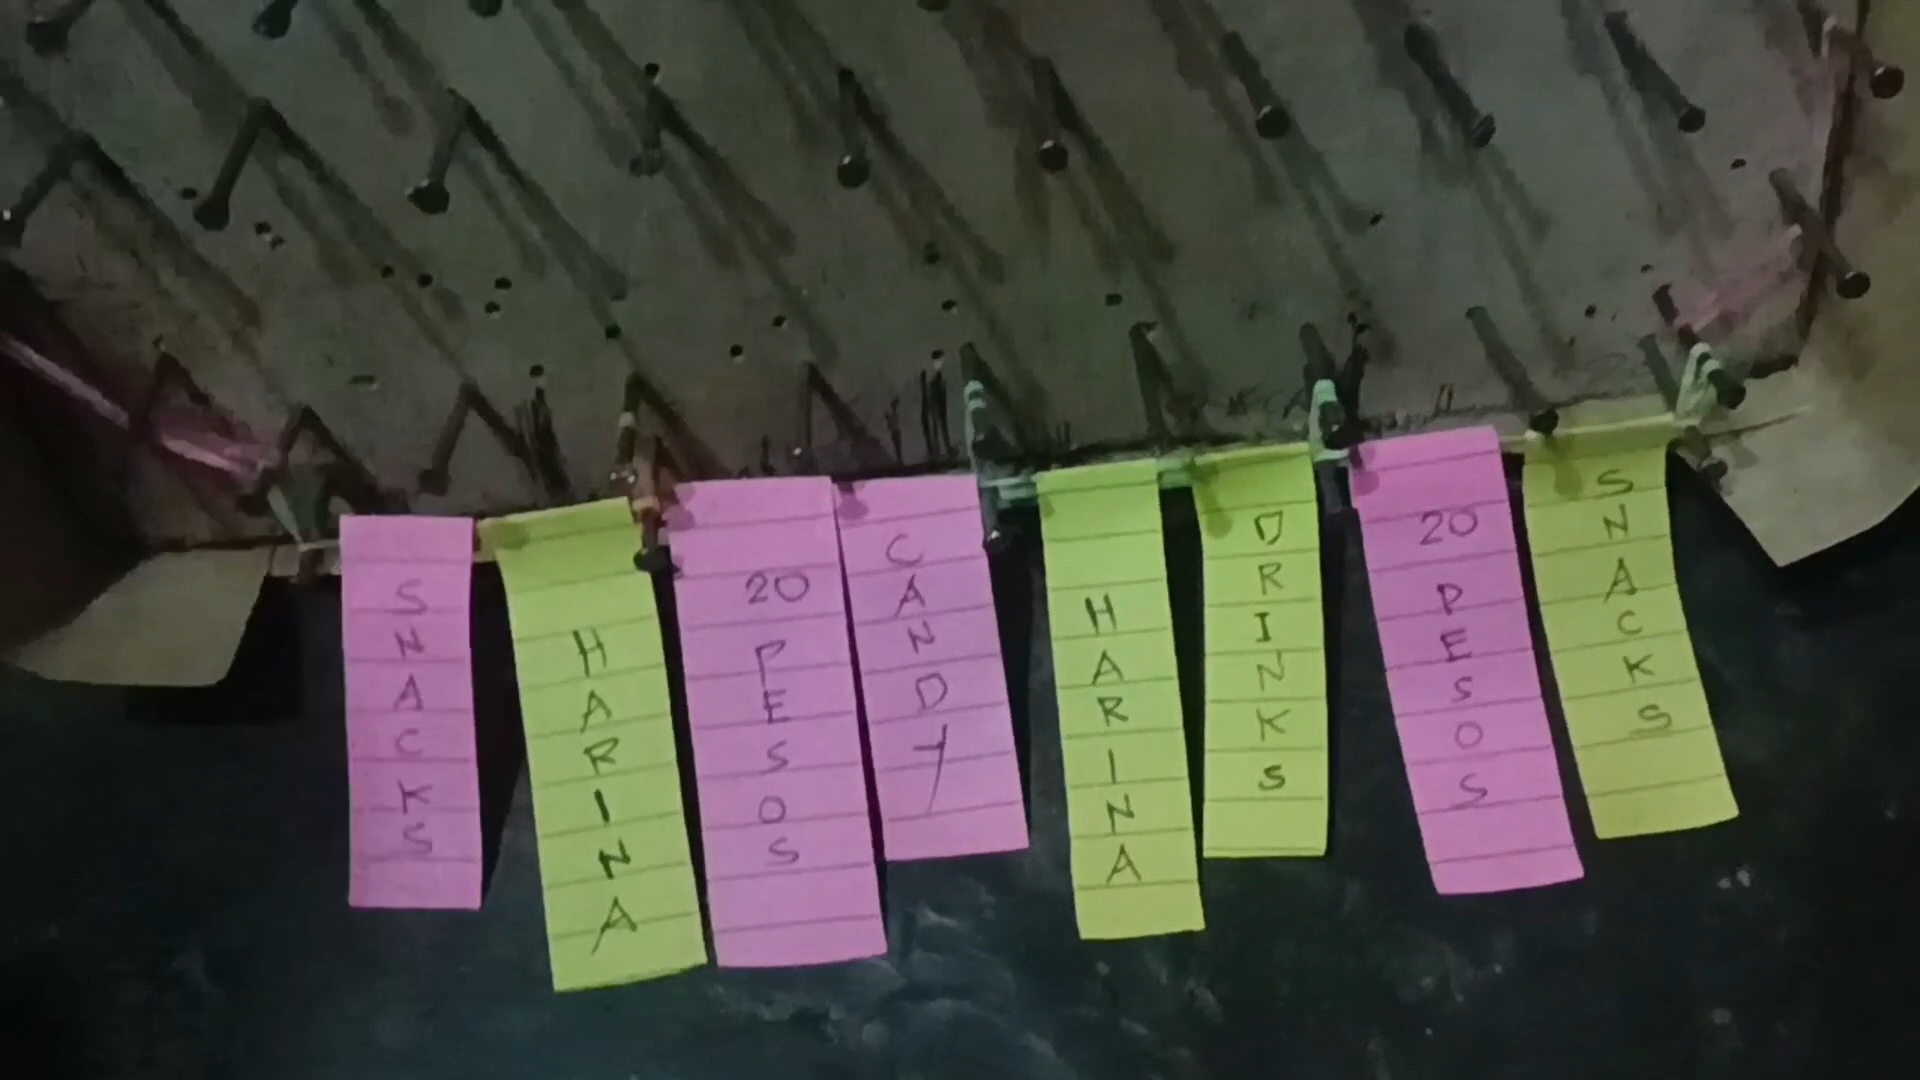 SNACKS
HARINA
20 PESOS
CANDY
HARINA
DRINKS
20 PESOS
SNACKS